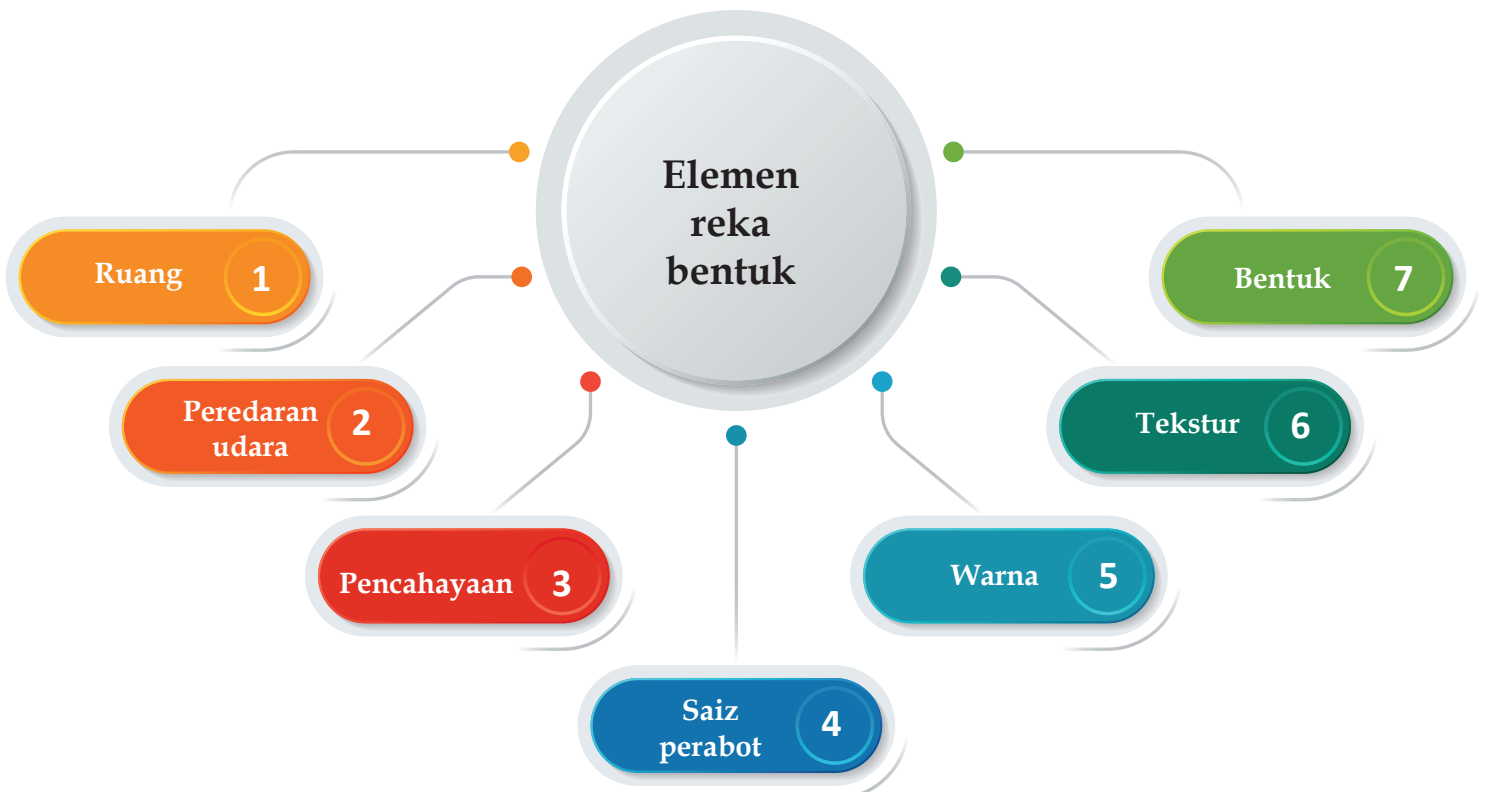 Elemen
reka
bentuk
Ruang 1
Peredaran
udara
2
Pencahayaan 3
Saiz
perabot
4
Warna 5
Tekstur 6
Bentuk 7